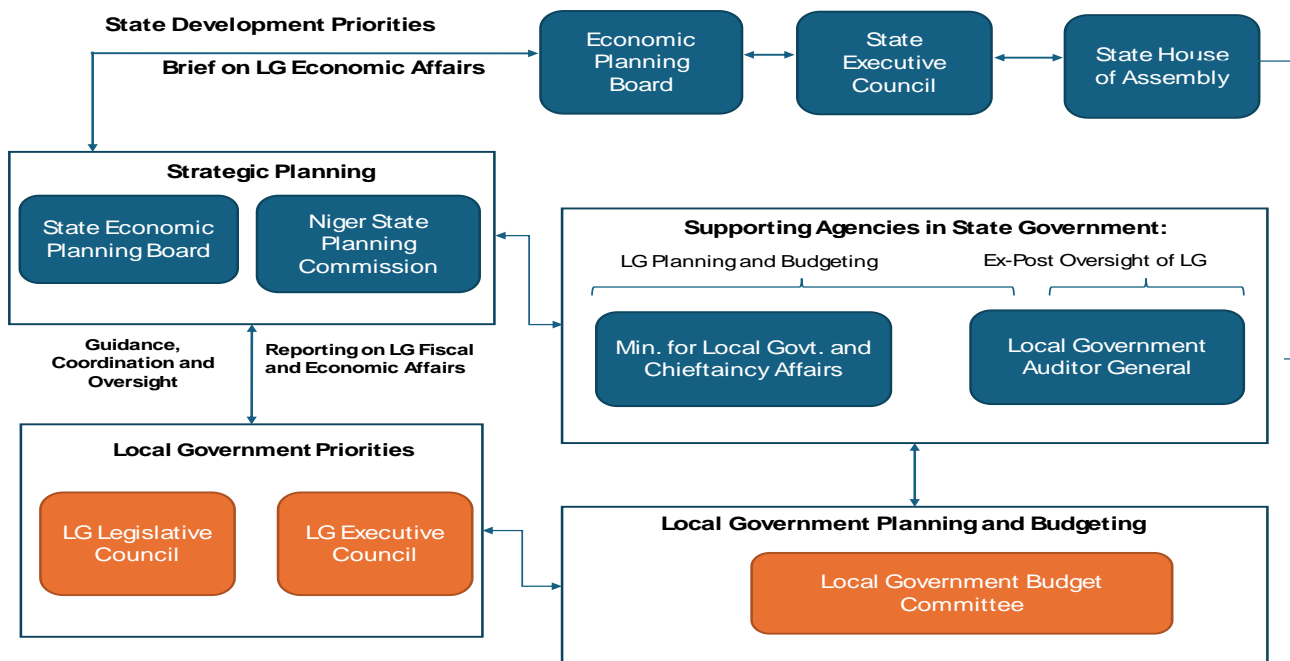 State Development Priorities
Brief on LG Economic Affairs
Economic
Planning
Board
State
Executive
Council
State House
of Assembly
Strategic Planning
State Economic
Planning Board
Niger State
Planning
Commission
Supporting Agencies in State Government:
LG Planning and Budgeting
Ex-Post Oversight of LG
Min. for Local Govt. and
Chieftaincy Affairs
Local Government
Auditor General
Guidance,
Coordination and
Oversight
Reporting on LG Fiscal
and Economic Affairs
Local Government Priorities
LG Legislative
Council
LG Executive
Council
Local Government Planning and Budgeting
Local Government Budget
Committee